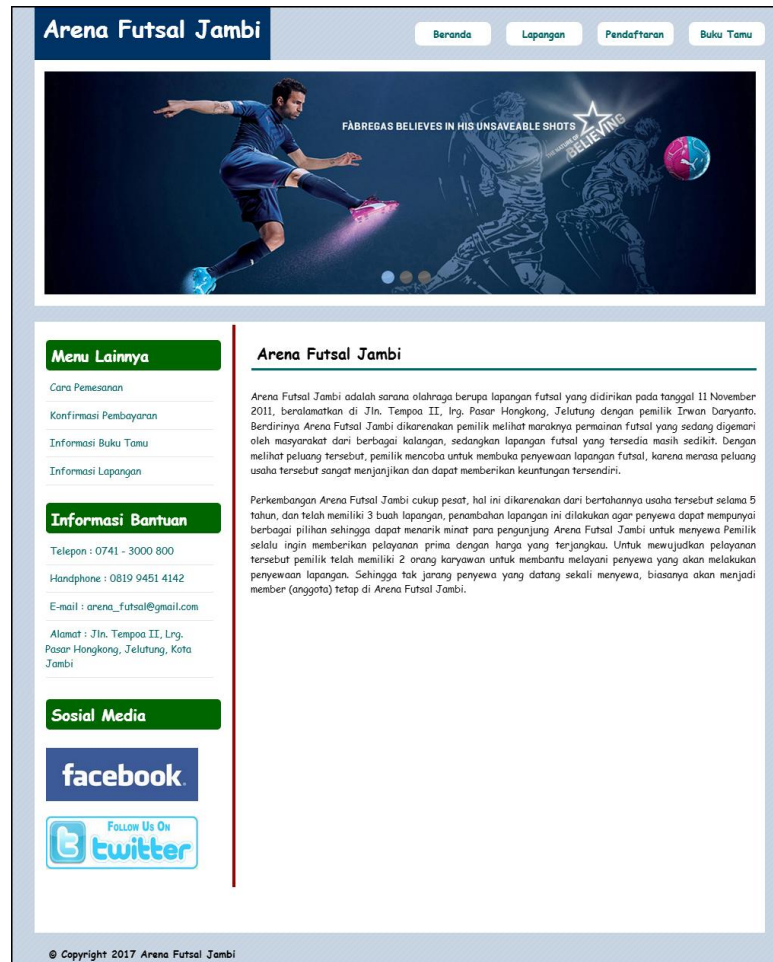 Arena Futsal Jambi
Beranda
Lapangan
Pendaftaran
Buku Tamu
FÀBREGAS BELIEVES IN HIS UNSAVEABLE SHOTS
THE NATURE OF
BELIEVING
Menu Lainnya
Cara Pemesanan
Konfirmasi Pembayaran
Informasi Buku Tamu
Informasi Lapangan
Informasi Bantuan
Telepon : 0741 - 3000 800
Handphone : 0819 9451 4142
E-mail : arena_futsal@gmail.com
Alamat : Jln. Tempoa II, Lrg.
Pasar Hongkong, Jelutung, Kota
Jambi
Sosial Media
facebook.
Follow Us On
twitter
Arena Futsal Jambi
Arena Futsal Jambi adalah sarana olahraga berupa lapangan futsal yang didirikan pada tanggal 11 November
2011, beralamatkan di Jln. Tempoa II, lrg. Pasar Hongkong, Jelutung dengan pemilik Irwan Daryanto.
Berdirinya Arena Futsal Jambi dikarenakan pemilik melihat maraknya permainan futsal yang sedang digemari
oleh masyarakat dari berbagai kalangan, sedangkan lapangan futsal yang tersedia masih sedikit. Dengan
melihat peluang tersebut, pemilik mencoba untuk membuka penyewaan lapangan futsal, karena merasa peluang
usaha tersebut sangat menjanjikan dan dapat memberikan keuntungan tersendiri.
Perkembangan Arena Futsal Jambi cukup pesat, hal ini dikarenakan dari bertahannya usaha tersebut selama 5
tahun, dan telah memiliki 3 buah lapangan, penambahan lapangan ini dilakukan agar penyewa dapat mempunyai
berbagai pilihan sehingga dapat menarik minat para pengunjung Arena Futsal Jambi untuk menyewa Pemilik
selalu ingin memberikan pelayanan prima dengan harga yang terjangkau. Untuk mewujudkan pelayanan
tersebut pemilik telah memiliki 2 orang karyawan untuk membantu melayani penyewa yang akan melakukan
penyewaan lapangan. Sehingga tak jarang penyewa yang datang sekali menyewa, biasanya akan menjadi
member (anggota) tetap di Arena Futsal Jambi.
© Copyright 2017 Arena Futsal Jambi